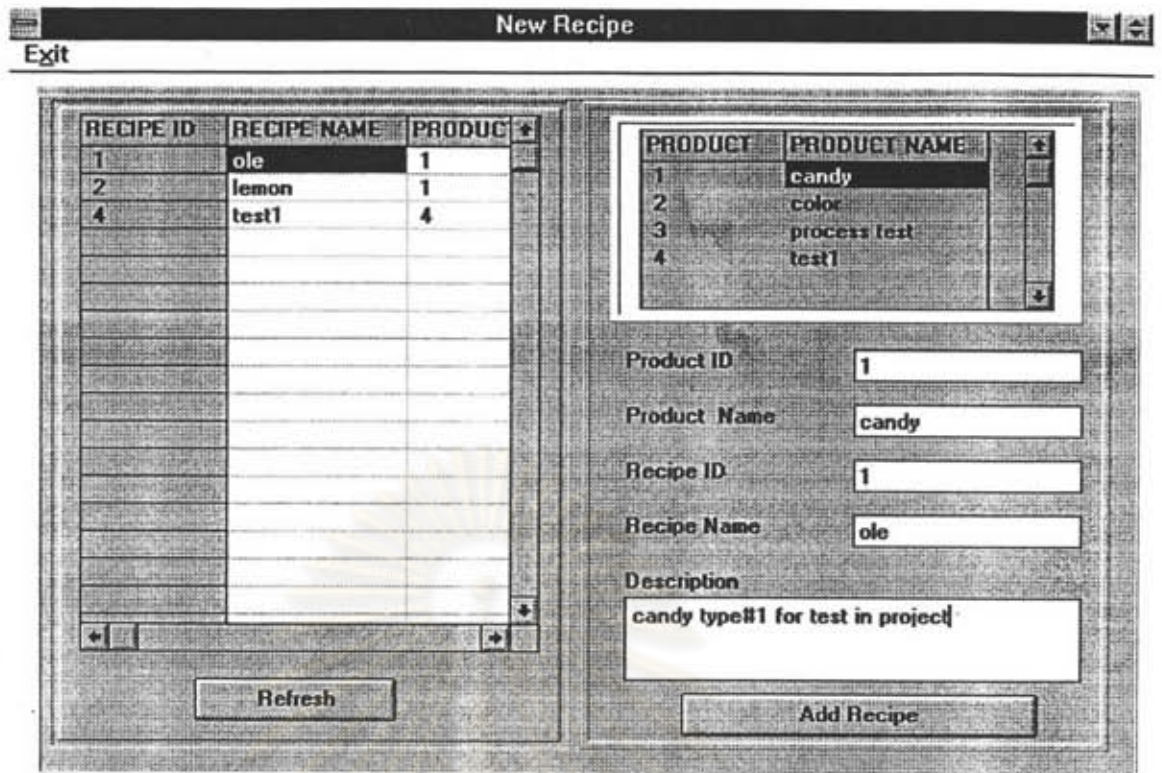 New Recipe
Exit
RECIPE ID RECIPE NAME PRODUC
1 ole 1
2 lemon 1
4 test1 4
Refresh
PRODUCT PRODUCT NAME
1 candy
2 color
3 process test
4 test1
Product ID 1
Product Name candy
Recipe ID 1
Recipe Name ole
Description
candy type#1 for test in project
Add Recipe